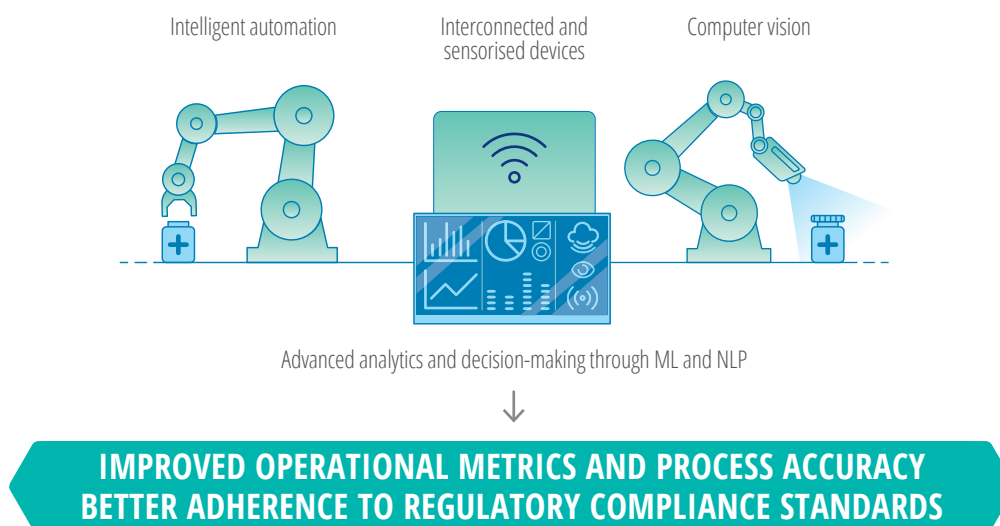 Intelligent automation
Interconnected and
sensorised devices
Computer vision
Advanced analytics and decision-making through ML and NLP
IMPROVED OPERATIONAL METRICS AND PROCESS ACCURACY
BETTER ADHERENCE TO REGULATORY COMPLIANCE STANDARDS